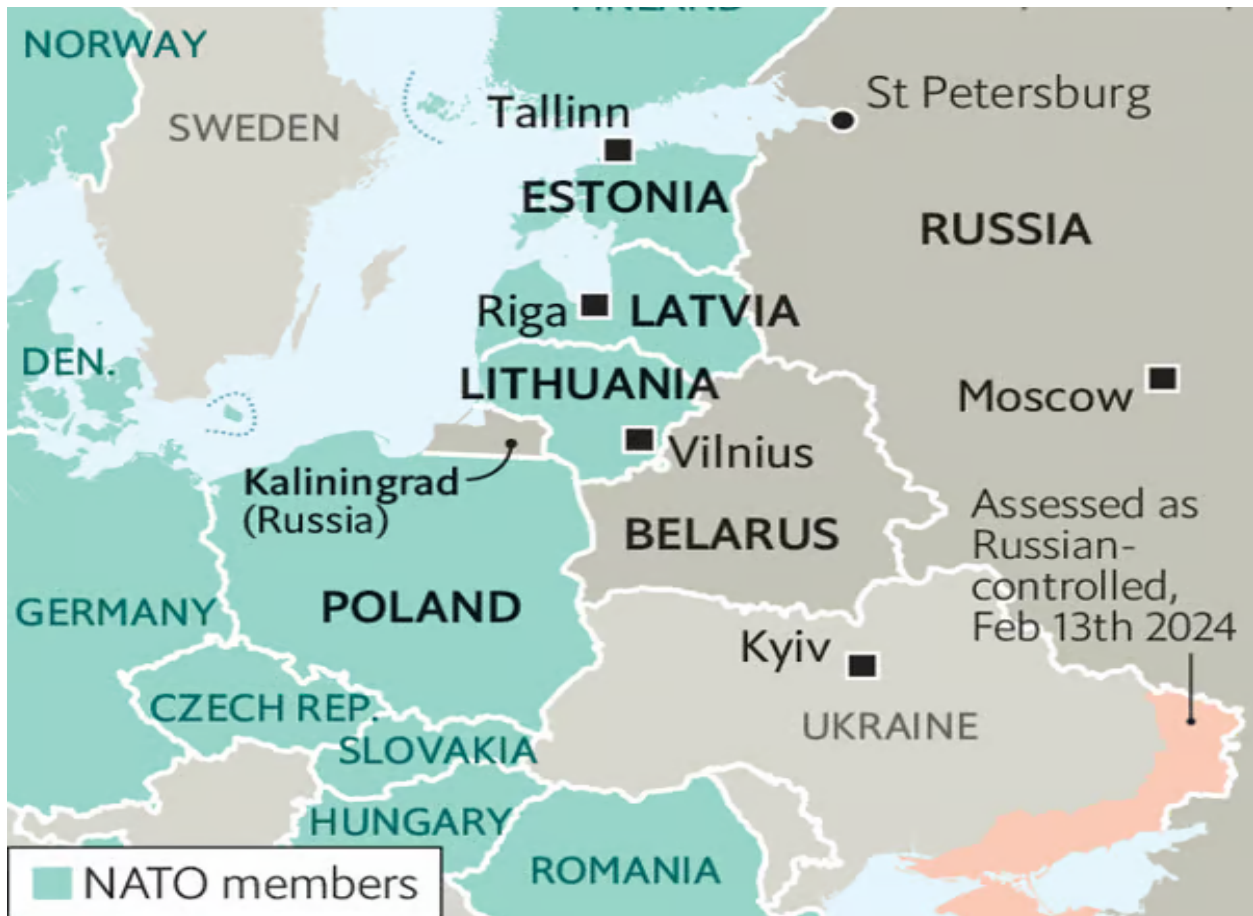 FINLAND
NORWAY
SWEDEN
Tallinn
St Petersburg
ESTONIA
RUSSIA
Riga
LATVIA
DEN.
LITHUANIA
Moscow
Vilnius
Kaliningrad
(Russia)
BELARUS
Assessed as
Russian-
controlled,
Feb 13th 2024
GERMANY
POLAND
Kyiv
CZECH REP.
UKRAINE
SLOVAKIA
HUNGARY
ROMANIA
NATO members